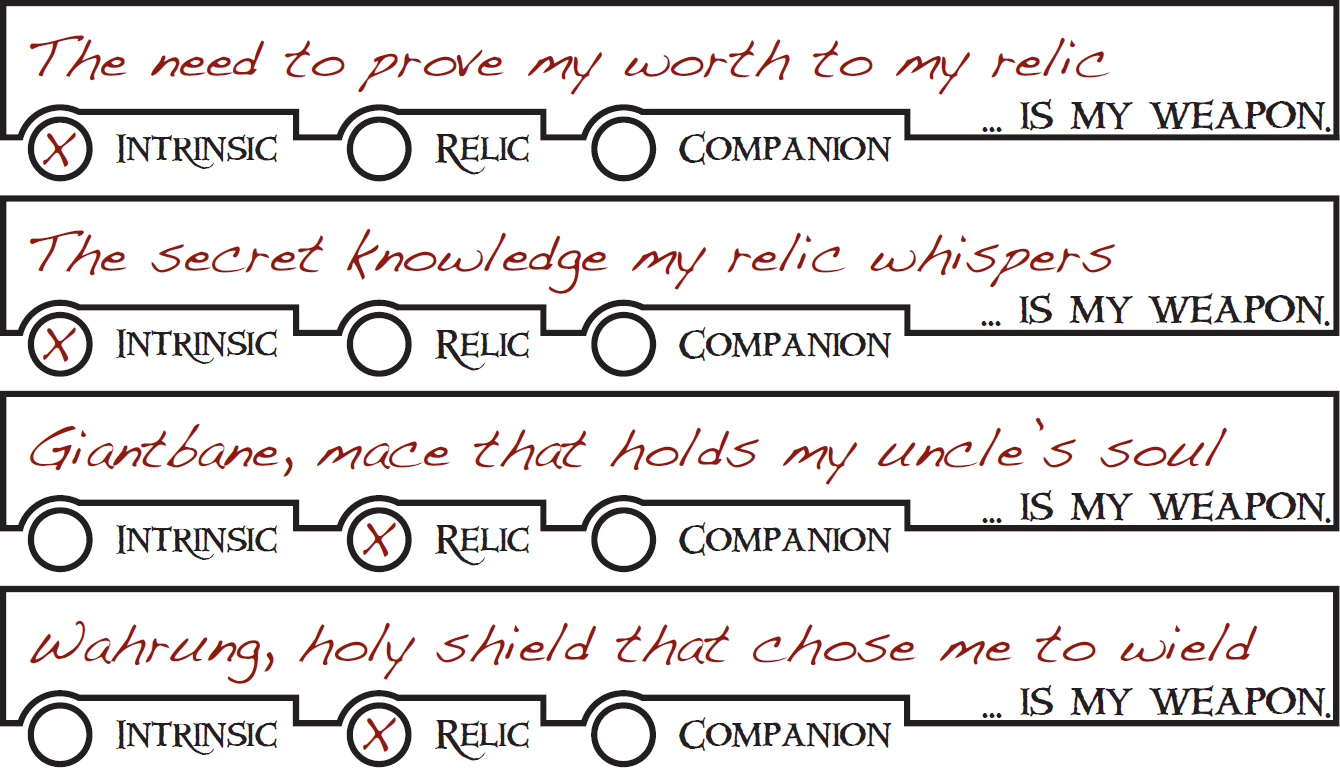 The need to prove my worth to my relic
... IS MY WEAPON.
X INTRINSIC RELIC COMPANION
The secret knowledge my relic whispers
... IS MY WEAPON.
X INTRINSIC RELIC COMPANION
Giantbane, mace that holds my uncle's soul
... IS MY WEAPON.
INTRINSIC X RELIC COMPANION
Wahrung, holy shield that chose me to wield
... IS MY WEAPON.
INTRINSIC X RELIC COMPANION